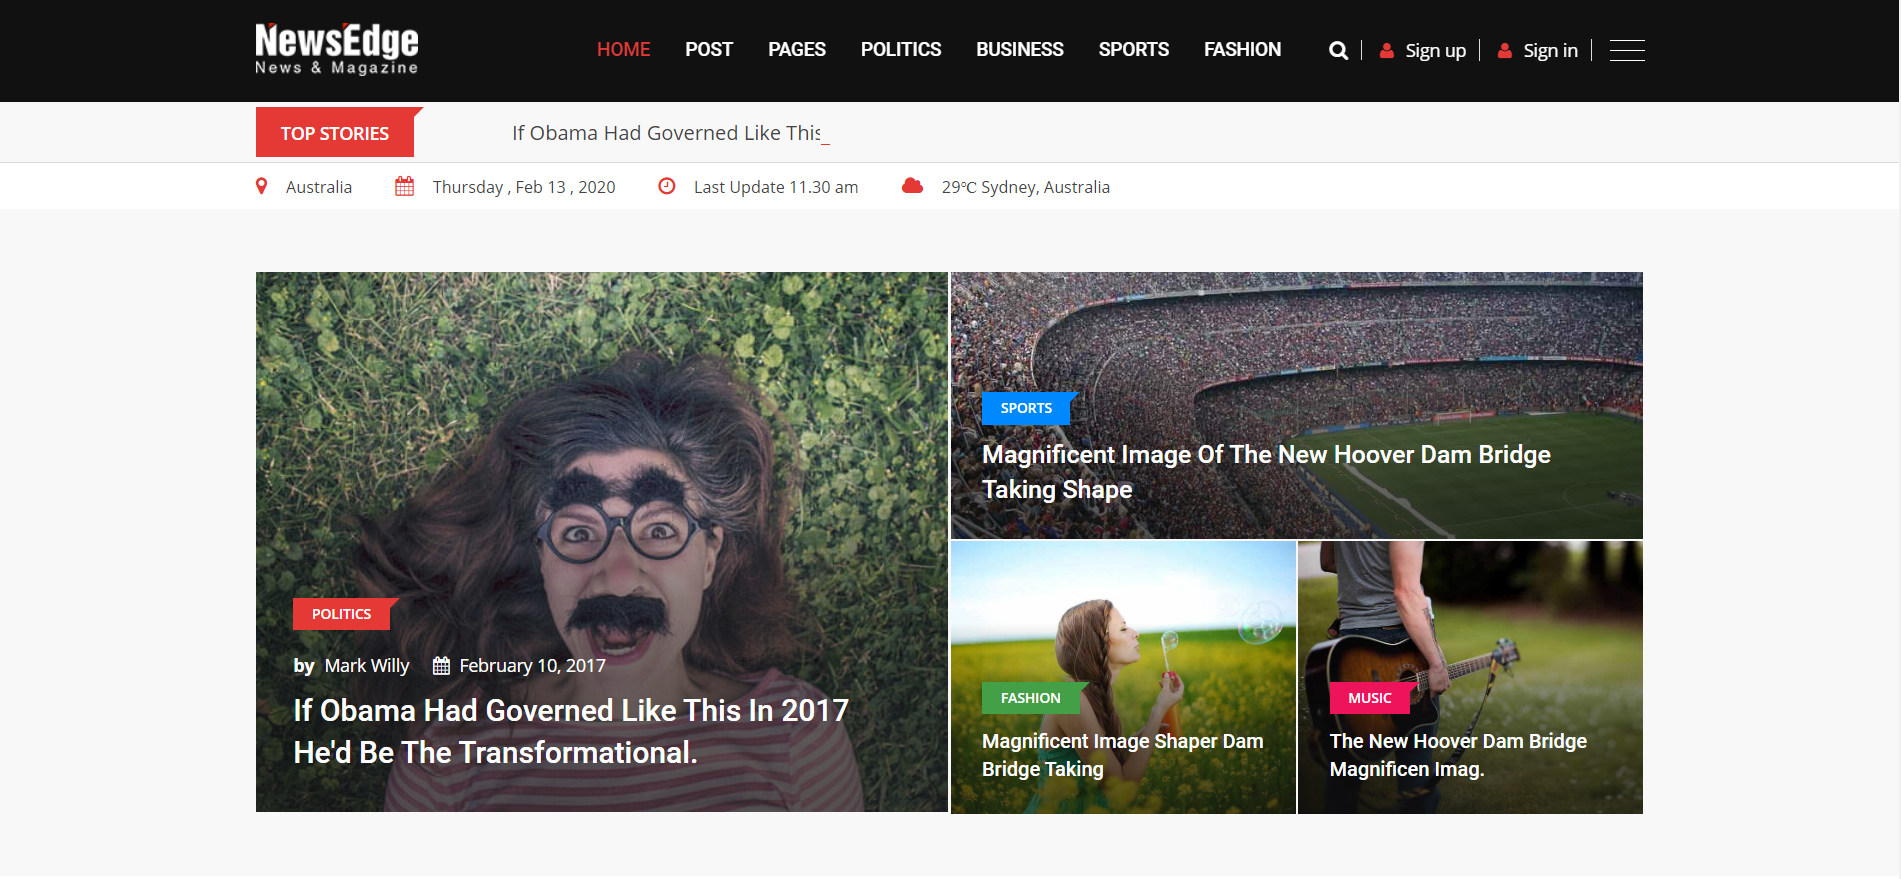 NewsEdge
News & Magazine
HOME POST PAGES POLITICS BUSINESS SPORTS FASHION Sign up Sign in
TOP STORIES
If Obama Had Governed Like This_
Australia Thursday , Feb 13 , 2020 Last Update 11.30 am 29°C Sydney, Australia
POLITICS
by Mark Willy February 10, 2017
If Obama Had Governed Like This In 2017
He'd Be The Transformational.
SPORTS
Magnificent Image Of The New Hoover Dam Bridge
Taking Shape
FASHION
Magnificent Image Shaper Dam
Bridge Taking
MUSIC
The New Hoover Dam Bridge
Magnificen Imag.